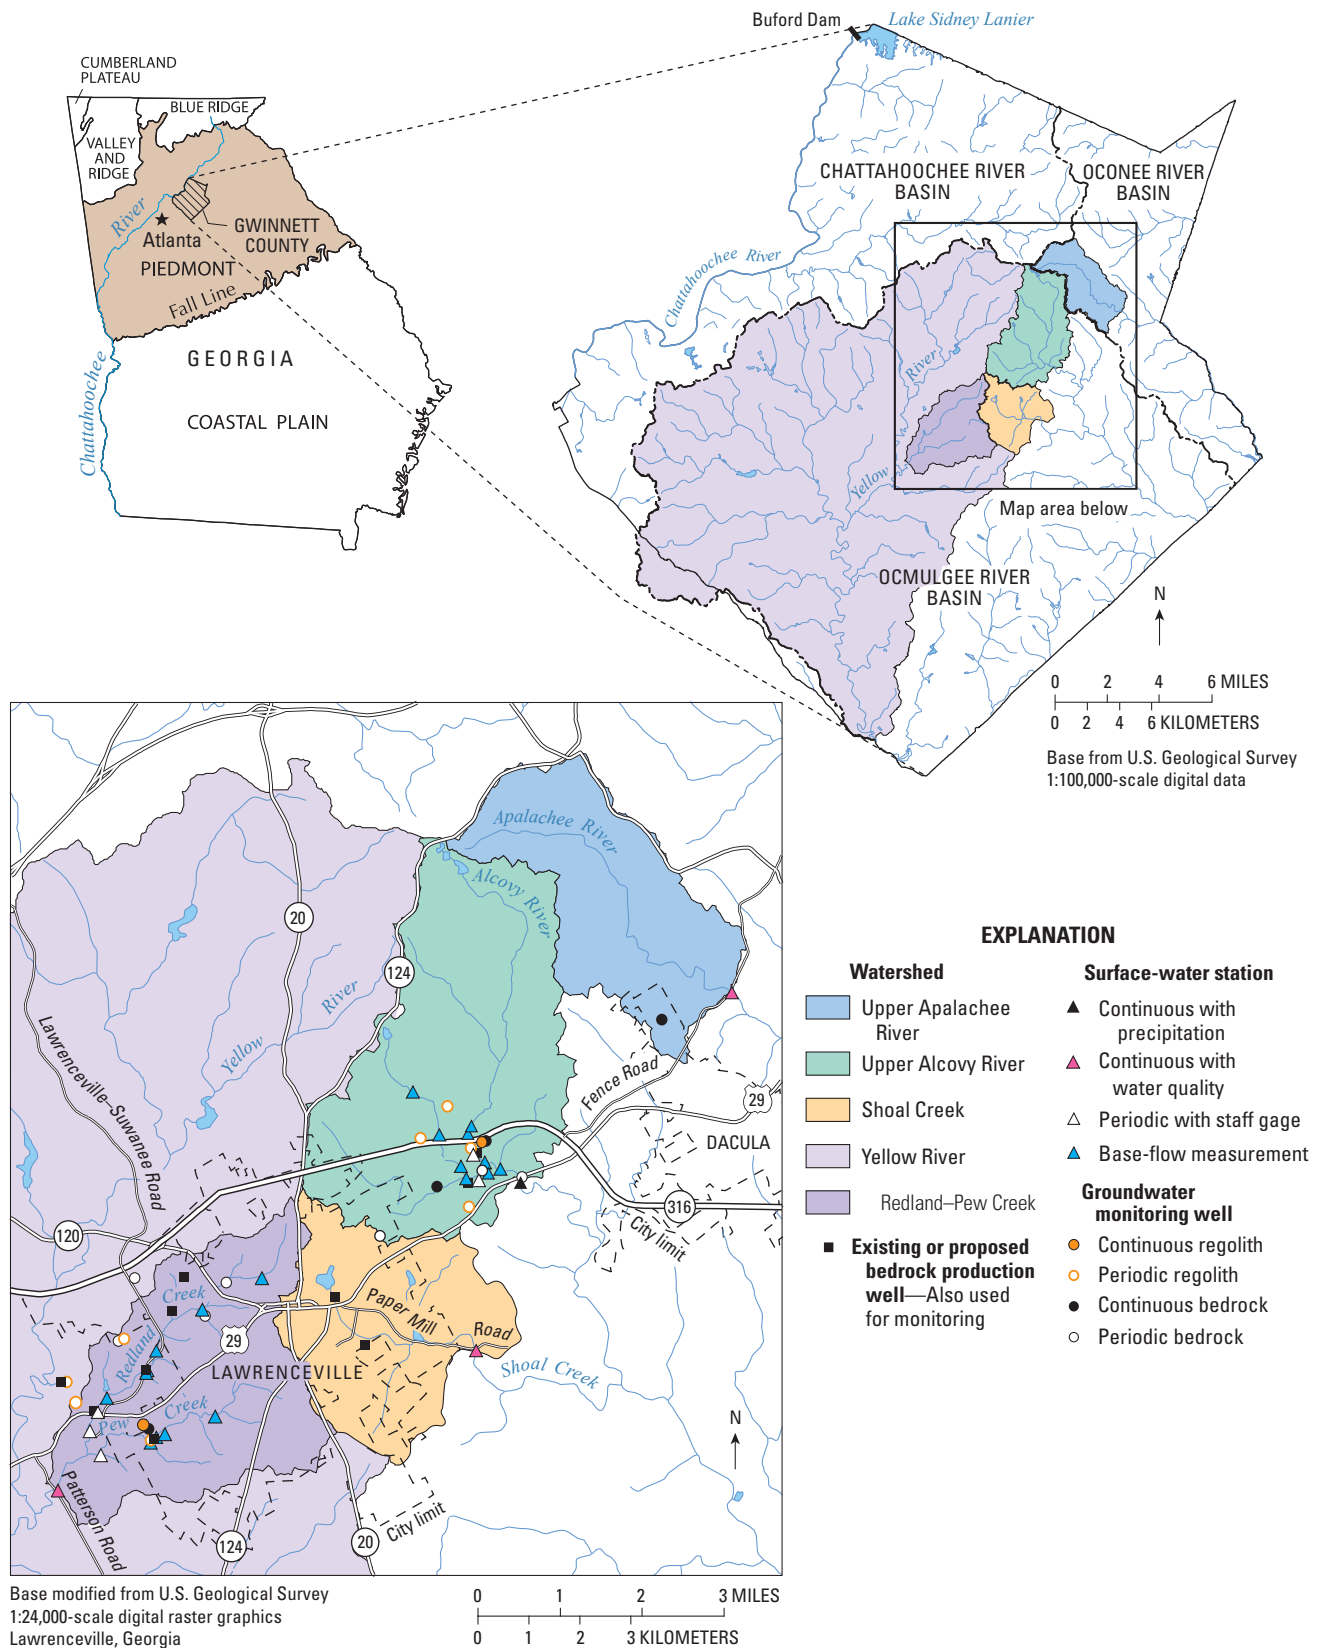 Buford Dam
Lake Sidney Lanier
CUMBERLAND
PLATEAU
BLUE RIDGE
VALLEY
AND
RIDGE
River
Atlanta
GWINNETT
COUNTY
PIEDMONT
Fall Line
GEORGIA
COASTAL PLAIN
Chattahoochee
CHATTAHOOCHEE RIVER
BASIN
OCONEE RIVER
BASIN
Chattahoochee River
River
Yellow
Map area below
OCMULGEE RIVER
BASIN
N
0 2 4 6 MILES
0 2 4 6 KILOMETERS
Base from U.S. Geological Survey
1:100,000-scale digital data
Apalachee River
Alcovy River
20
124
River
Yellow
Lawrenceville–Suwanee Road
Fence Road
29
DACULA
316
City limit
120
Creek
Redland
29
Paper Mill Road
LAWRENCEVILLE
Shoal Creek
Pew Creek
N
Patterson Road
124
20
City limit
Base modified from U.S. Geological Survey
1:24,000-scale digital raster graphics
Lawrenceville, Georgia
0 1 2 3 MILES
0 1 2 3 KILOMETERS
EXPLANATION
Watershed
Upper Apalachee
River
Upper Alcovy River
Shoal Creek
Yellow River
Redland–Pew Creek
Existing or proposed
bedrock production
well—Also used
for monitoring
Surface-water station
Continuous with
precipitation
Continuous with
water quality
Periodic with staff gage
Base-flow measurement
Groundwater
monitoring well
Continuous regolith
Periodic regolith
Continuous bedrock
Periodic bedrock